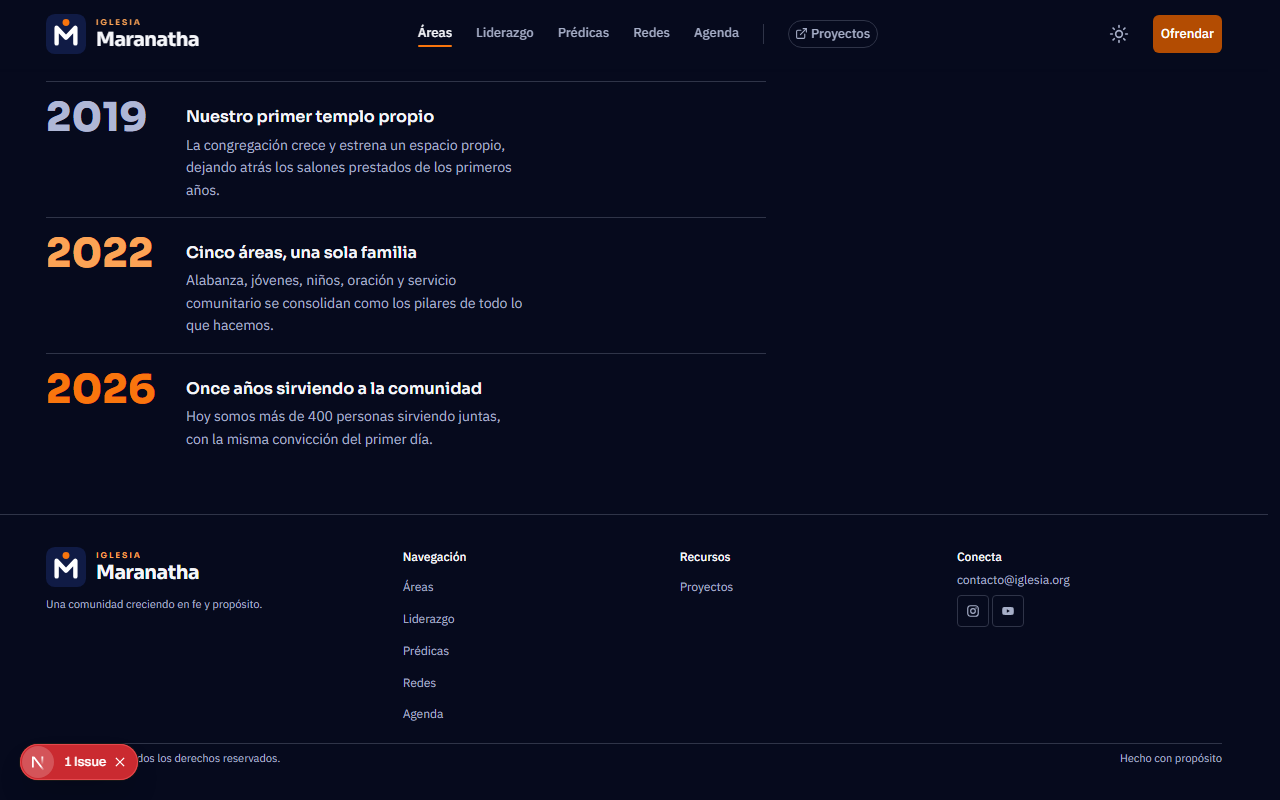 IGLESIA
Maranatha
Áreas
Liderazgo
Prédicas
Redes
Agenda
Proyectos
Ofrendar
2019
Nuestro primer templo propio
La congregación crece y estrena un espacio propio,
dejando atrás los salones prestados de los primeros
años.
2022
Cinco áreas, una sola familia
Alabanza, jóvenes, niños, oración y servicio
comunitario se consolidan como los pilares de todo lo
que hacemos.
2026
Once años sirviendo a la comunidad
Hoy somos más de 400 personas sirviendo juntas,
con la misma convicción del primer día.
IGLESIA
Maranatha
Una comunidad creciendo en fe y propósito.
Navegación
Áreas
Liderazgo
Prédicas
Redes
Agenda
Recursos
Proyectos
Conecta
contacto@iglesia.org
N 1 Issue
los derechos reservados.
Hecho con propósito